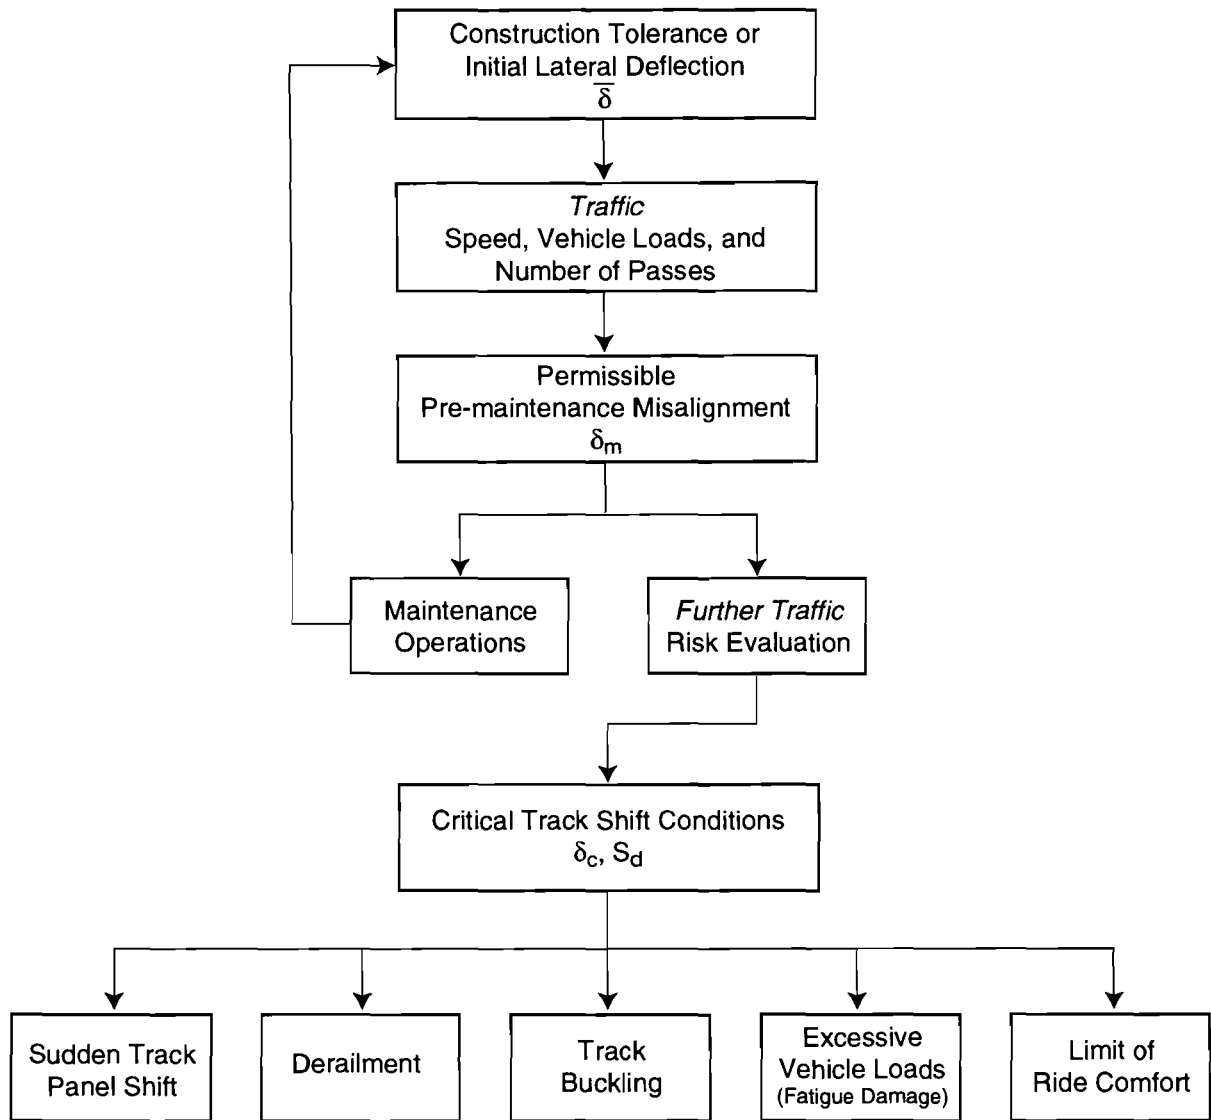 Construction Tolerance or
Initial Lateral Deflection
δ̅
Traffic
Speed, Vehicle Loads, and
Number of Passes
Permissible
Pre-maintenance Misalignment
δm
Maintenance
Operations
Further Traffic
Risk Evaluation
Critical Track Shift Conditions
δc, Sd
Sudden Track
Panel Shift
Derailment
Track
Buckling
Excessive
Vehicle Loads
(Fatigue Damage)
Limit of
Ride Comfort